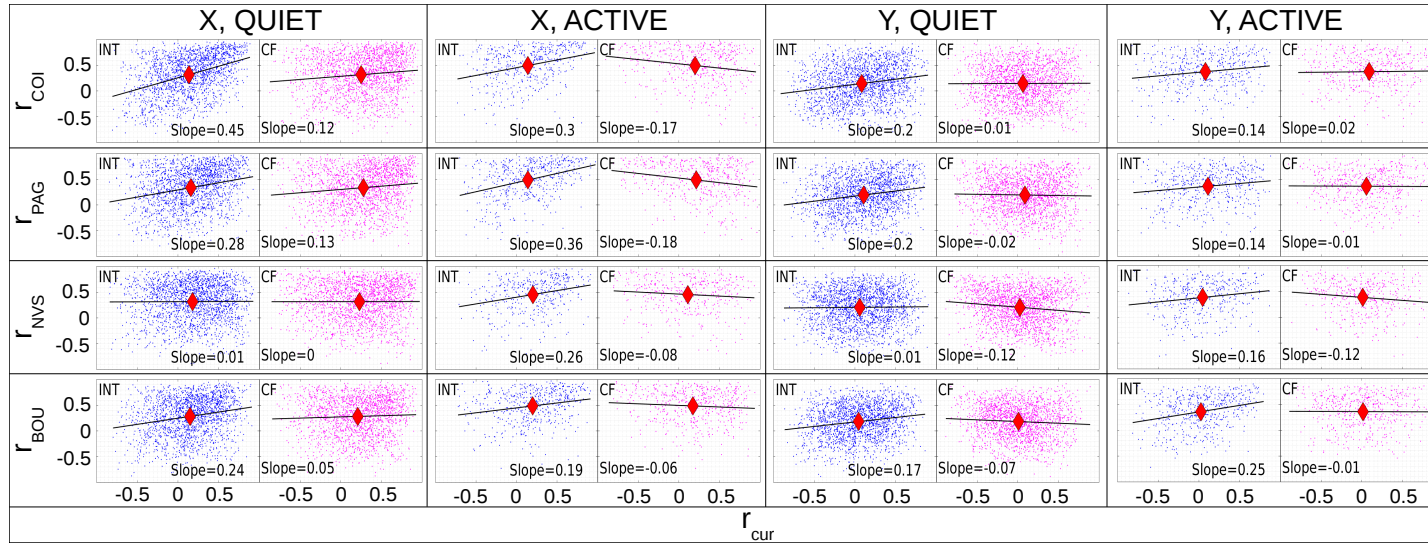 X, QUIET X, ACTIVE Y, QUIET Y, ACTIVE
INT CF INT CF INT CF INT CF
0.5
r_COI 0
-0.5
Slope=0.45 Slope=0.12 Slope=0.3 Slope=-0.17 Slope=0.2 Slope=0.01 Slope=0.14 Slope=0.02
INT CF INT CF INT CF INT CF
0.5
r_PAG 0
-0.5
Slope=0.28 Slope=0.13 Slope=0.36 Slope=-0.18 Slope=0.2 Slope=-0.02 Slope=0.14 Slope=-0.01
INT CF INT CF INT CF INT CF
0.5
r_NVS 0
-0.5
Slope=0.01 Slope=0 Slope=0.26 Slope=-0.08 Slope=0.01 Slope=-0.12 Slope=0.16 Slope=-0.12
INT CF INT CF INT CF INT CF
0.5
r_BOU 0
-0.5
Slope=0.24 Slope=0.05 Slope=0.19 Slope=-0.06 Slope=0.17 Slope=-0.07 Slope=0.25 Slope=-0.01
-0.5 0 0.5 -0.5 0 0.5 -0.5 0 0.5 -0.5 0 0.5 -0.5 0 0.5 -0.5 0 0.5 -0.5 0 0.5 -0.5 0 0.5
r_cur